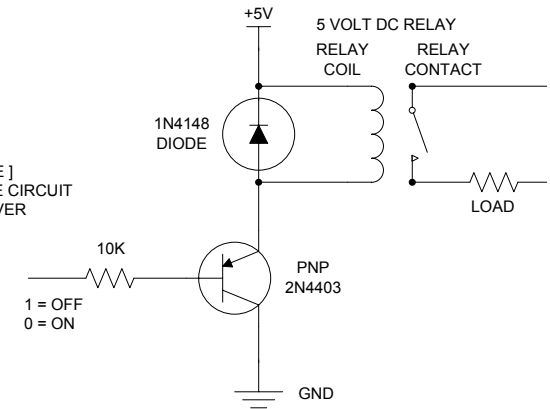 +5V
5 VOLT DC RELAY
RELAY
COIL
RELAY
CONTACT
1N4148
DIODE
]
CIRCUIT
LOAD
10K
PNP
2N4403
1 = OFF
0 = ON
GND